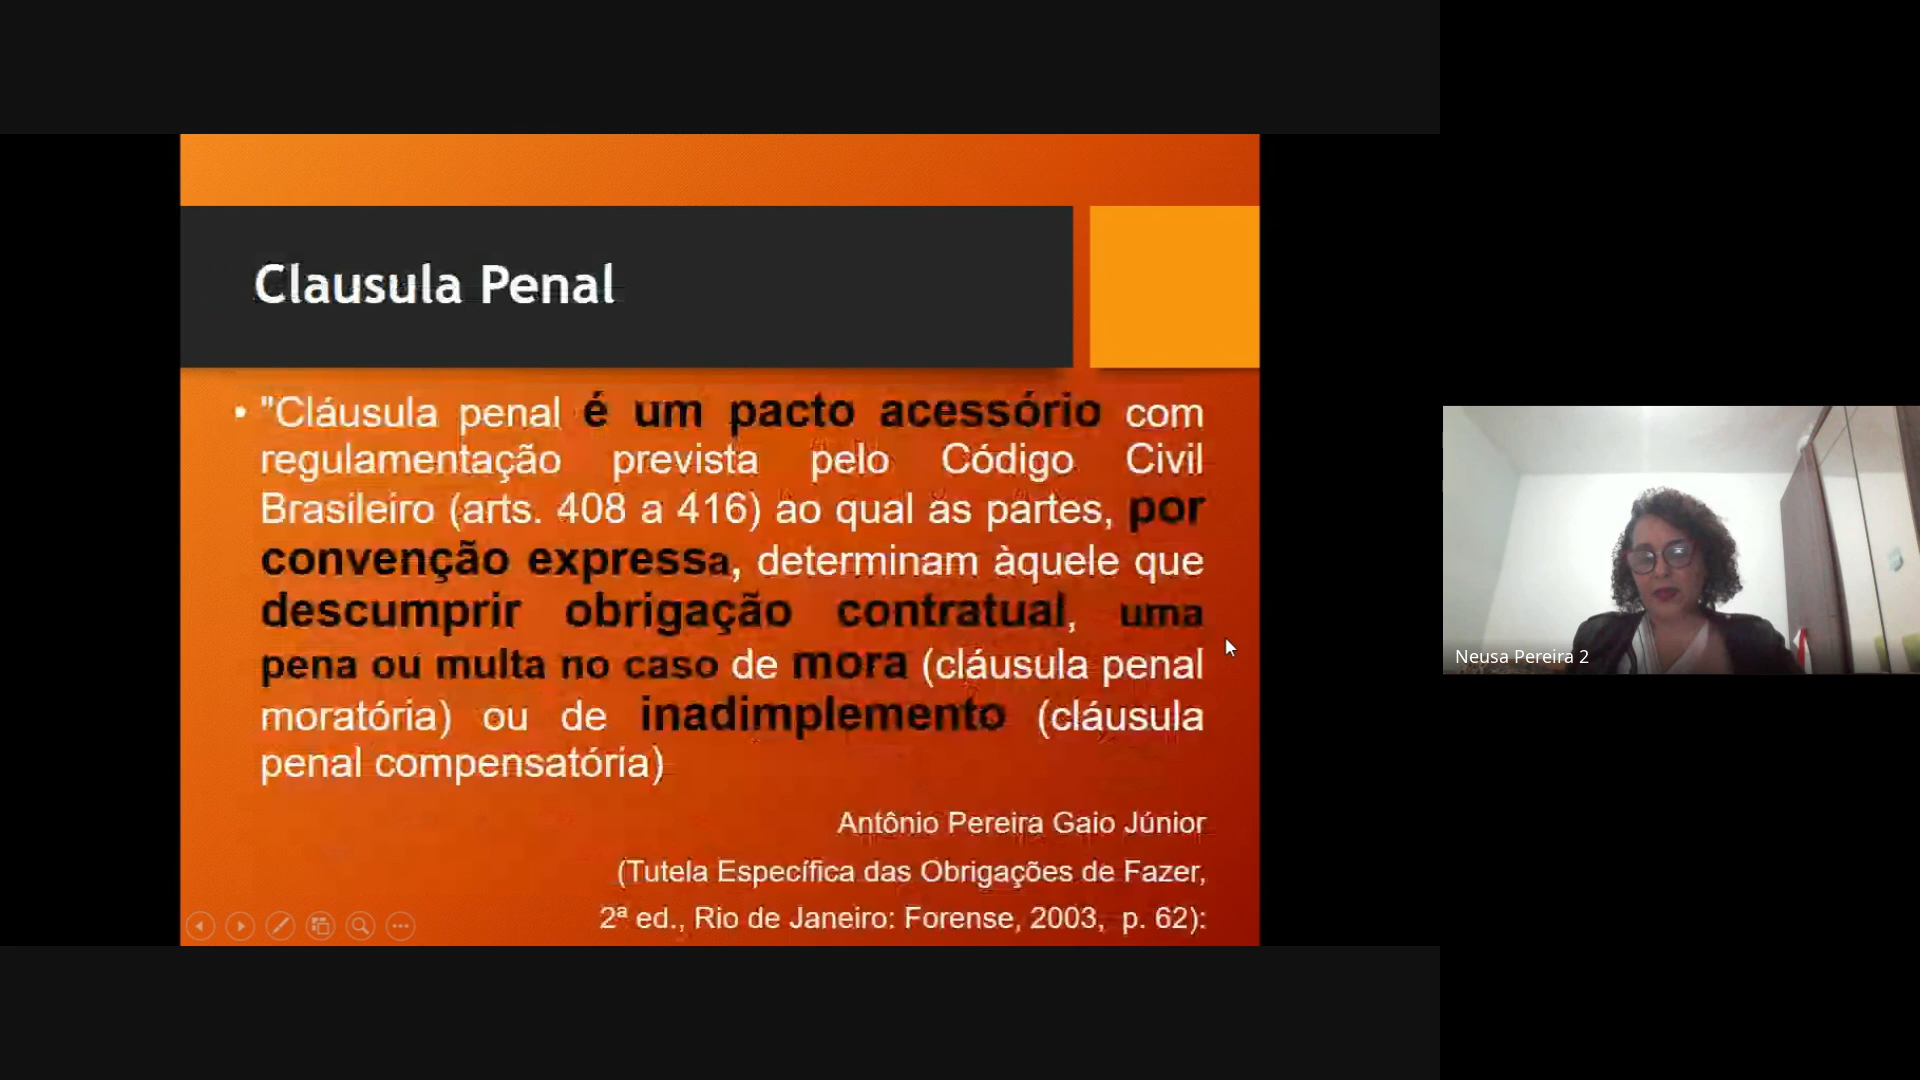 Clausula Penal
• "Cláusula penal é um pacto acessório com
regulamentação prevista pelo Código Civil
Brasileiro (arts. 408 a 416) ao qual as partes, por
convenção expressa, determinam àquele que
descumprir obrigação contratual, uma
pena ou multa no caso de mora (cláusula penal
moratória) ou de inadimplemento (cláusula
penal compensatória)
Antônio Pereira Gaio Júnior
(Tutela Específica das Obrigações de Fazer,
2ª ed., Rio de Janeiro: Forense, 2003, p. 62):
Neusa Pereira 2